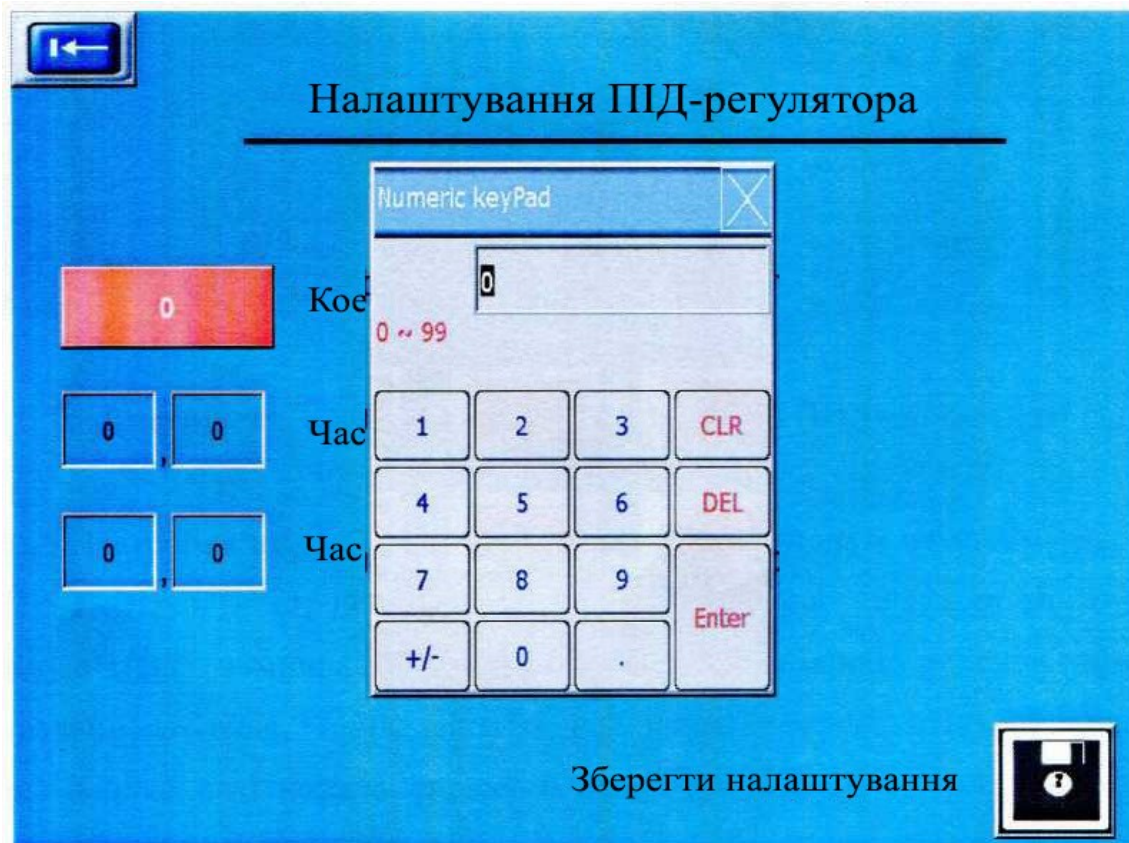 Налаштування ПІД-регулятора
Numeric keyPad
0
0
Кое
0 ~ 99
0 , 0
Час
1 2 3 CLR
4 5 6 DEL
0 , 0
Час
7 8 9
Enter
+/- 0 .
Зберегти налаштування